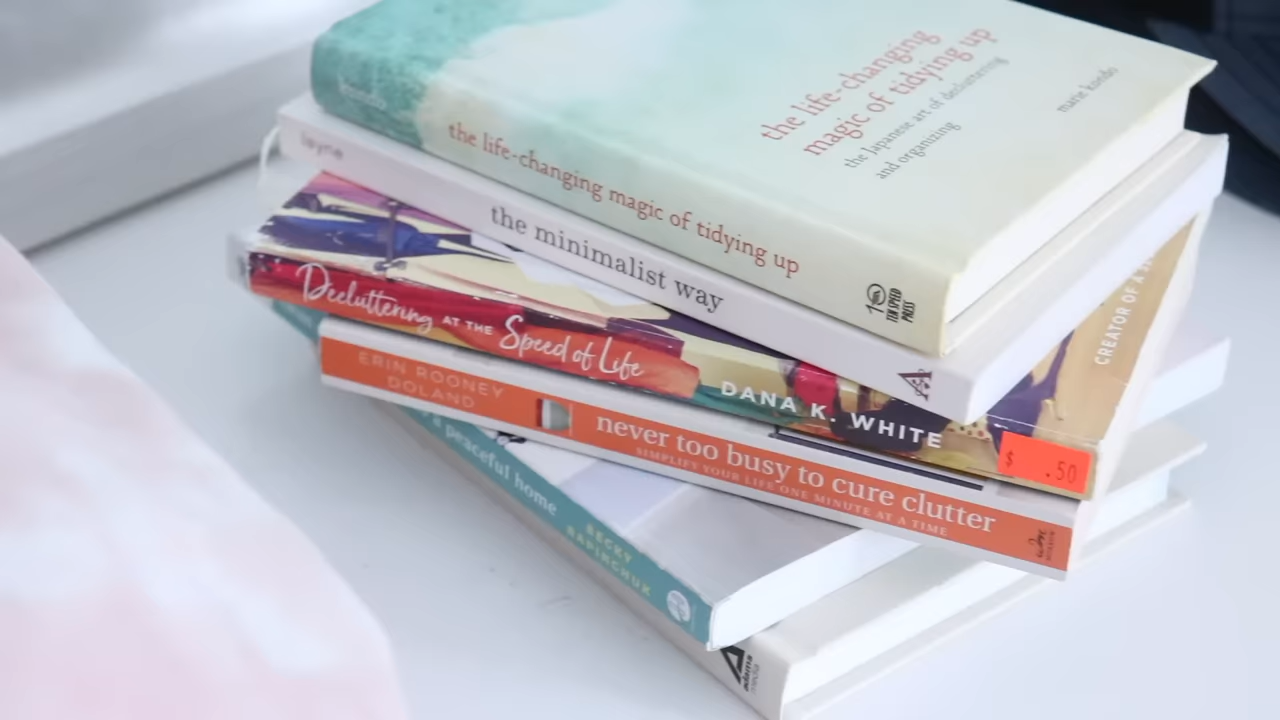 the life-changing
magic of tidying up
the Japanese art of decluttering
and organizing
marie kondo
the life-changing magic of tidying up
TEN SPEED
PRESS
layne
the minimalist way
A
CREATOR OF A
Decluttering AT THE Speed of Life
DANA K. WHITE
$ .50
ERIN ROONEY
DOLAND
never too busy to cure clutter
SIMPLIFY YOUR LIFE ONE MINUTE AT A TIME
a peaceful home
BECKY
RAPINCHUK
A
adams
media